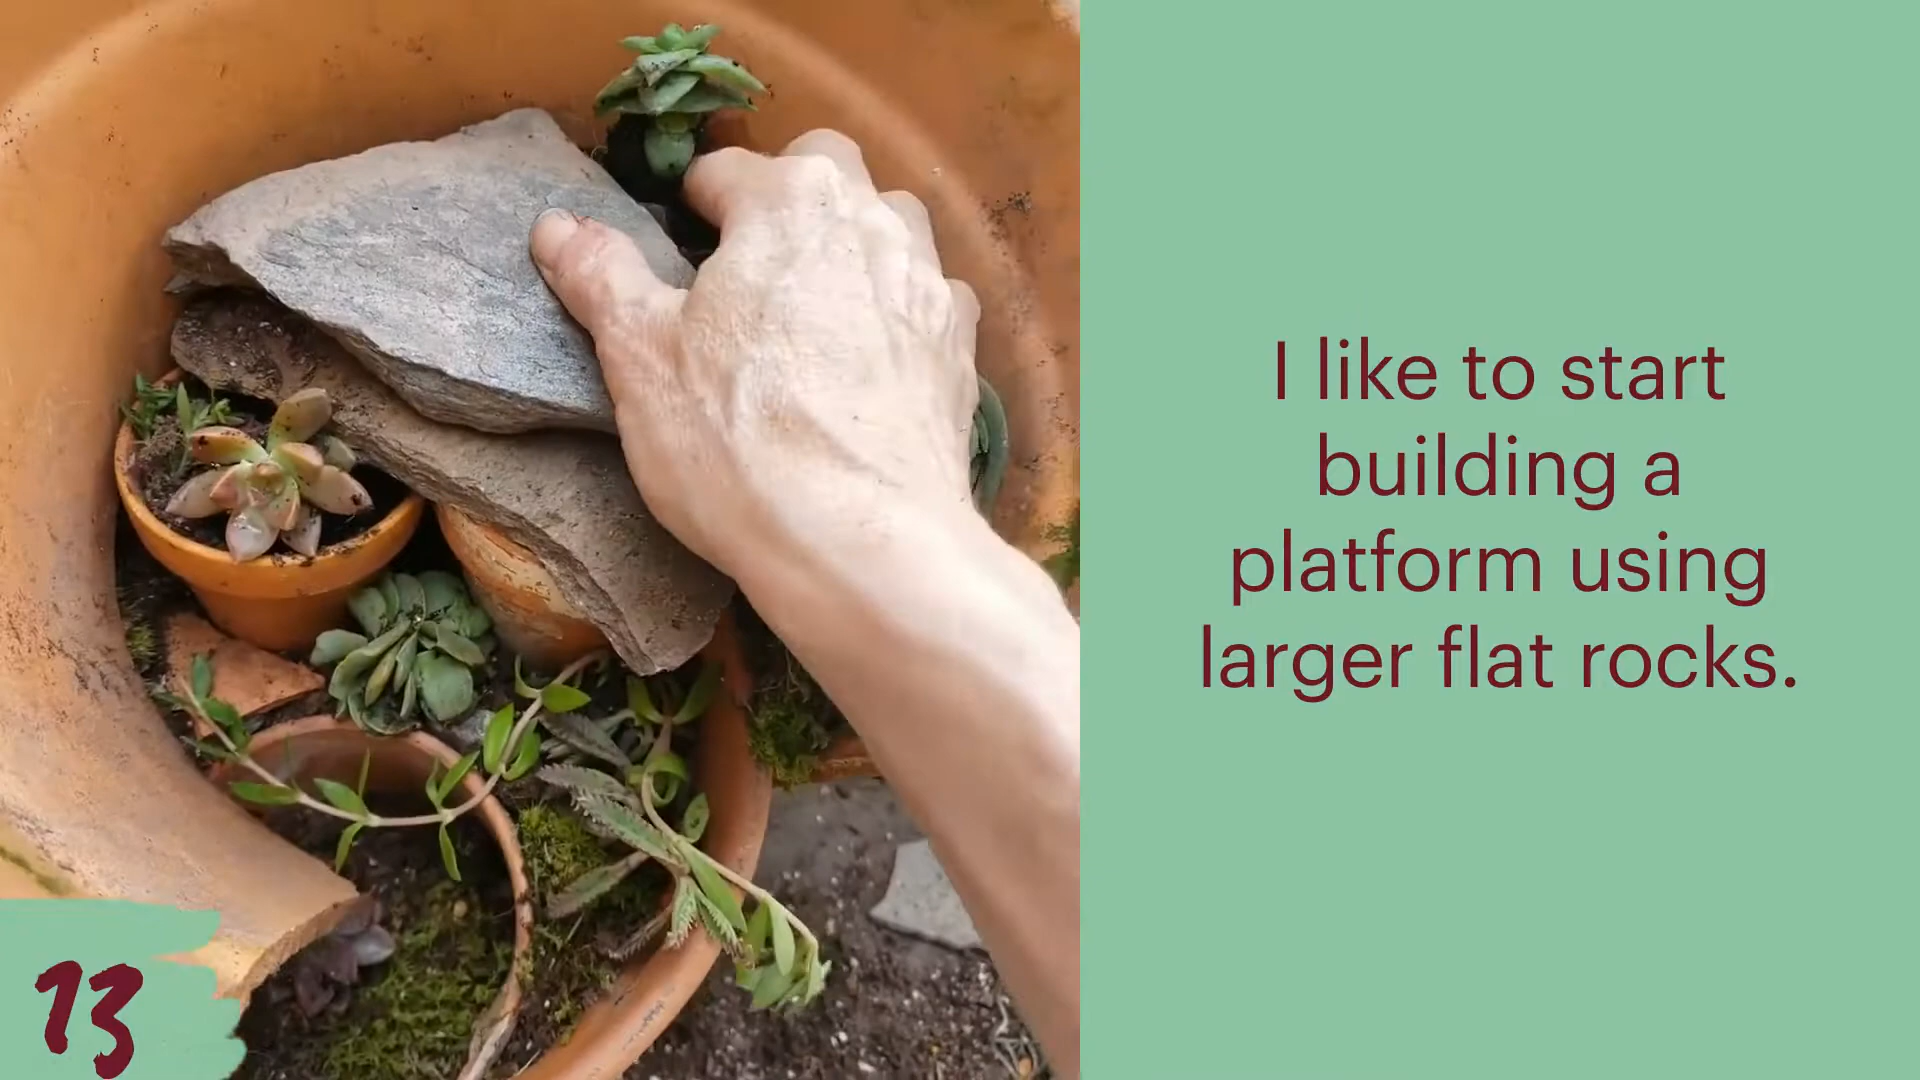 I like to start
building a
platform using
larger flat rocks.
13